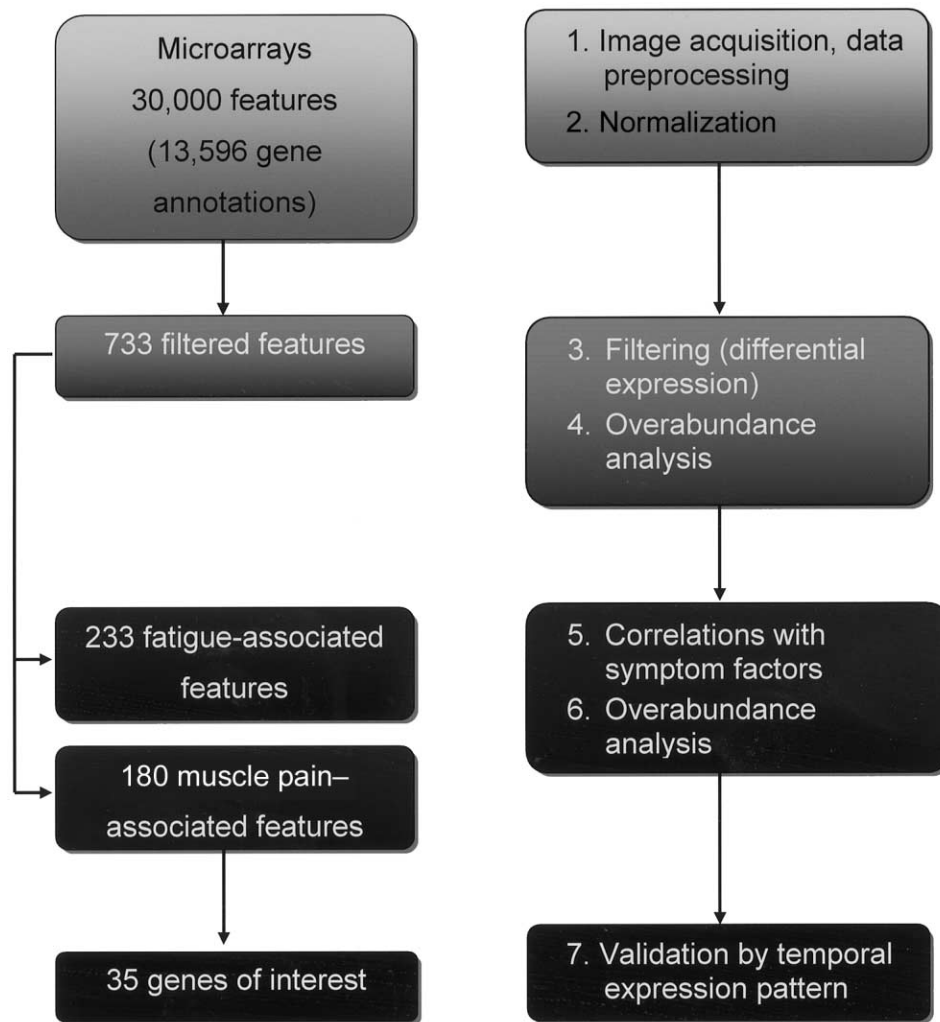 Microarrays
30,000 features
(13,596 gene
annotations)
733 filtered features
233 fatigue-associated
features
180 muscle pain–
associated features
35 genes of interest
1. Image acquisition, data
preprocessing
2. Normalization
3. Filtering (differential
expression)
4. Overabundance
analysis
5. Correlations with
symptom factors
6. Overabundance
analysis
7. Validation by temporal
expression pattern